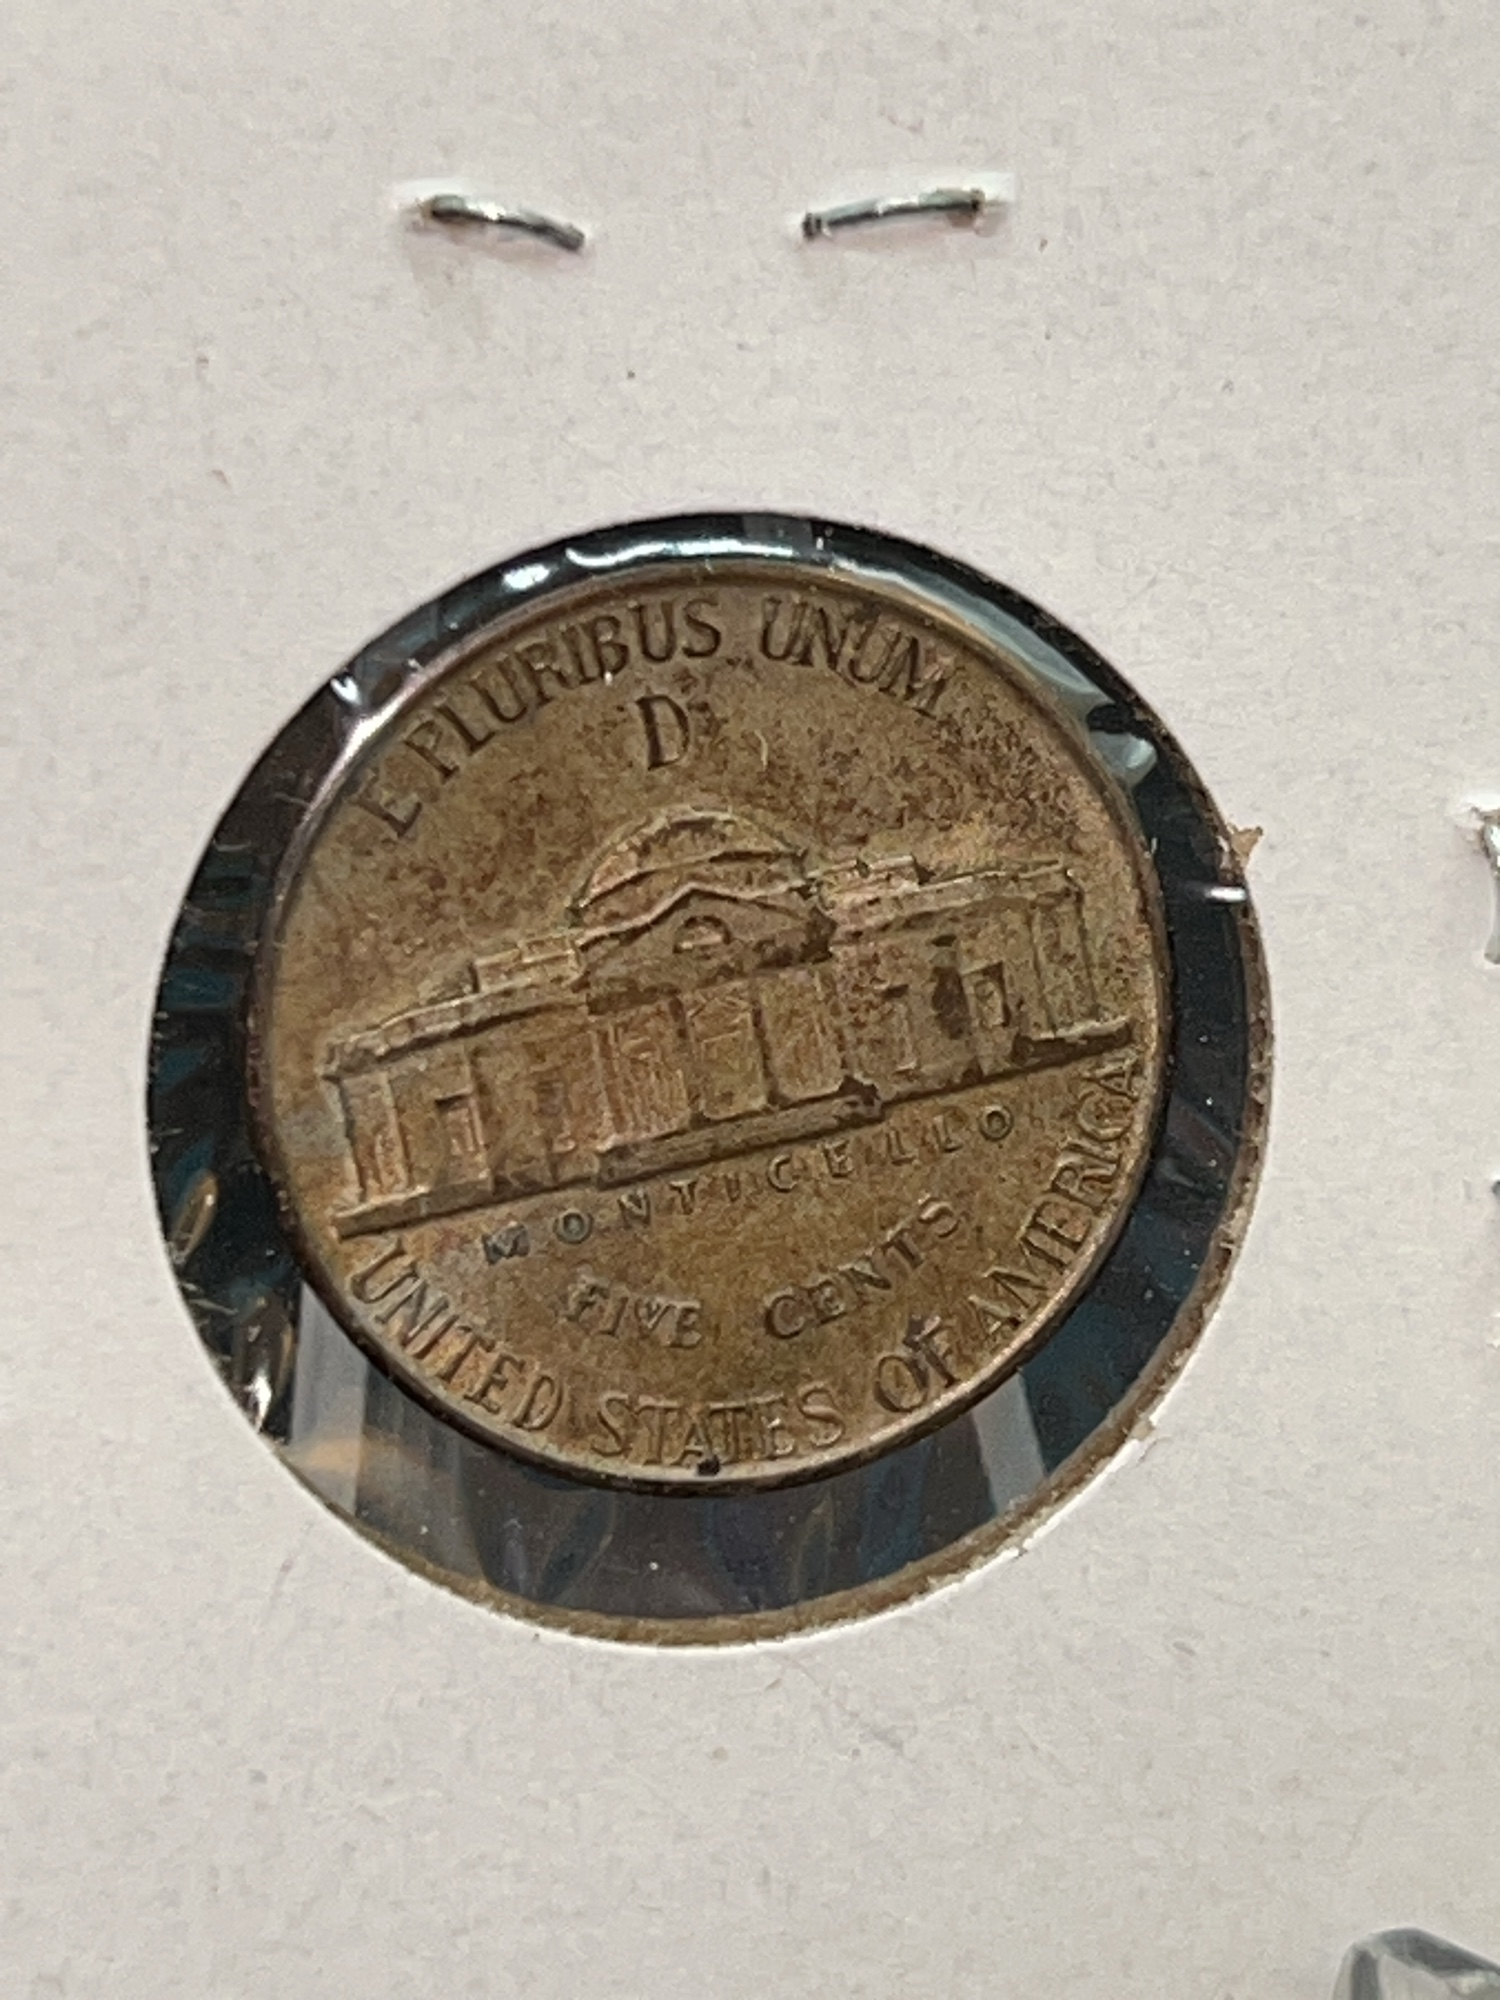 E PLURIBUS UNUM
D
MONTICELLO
FIVE CENTS
UNITED STATES OF AMERICA